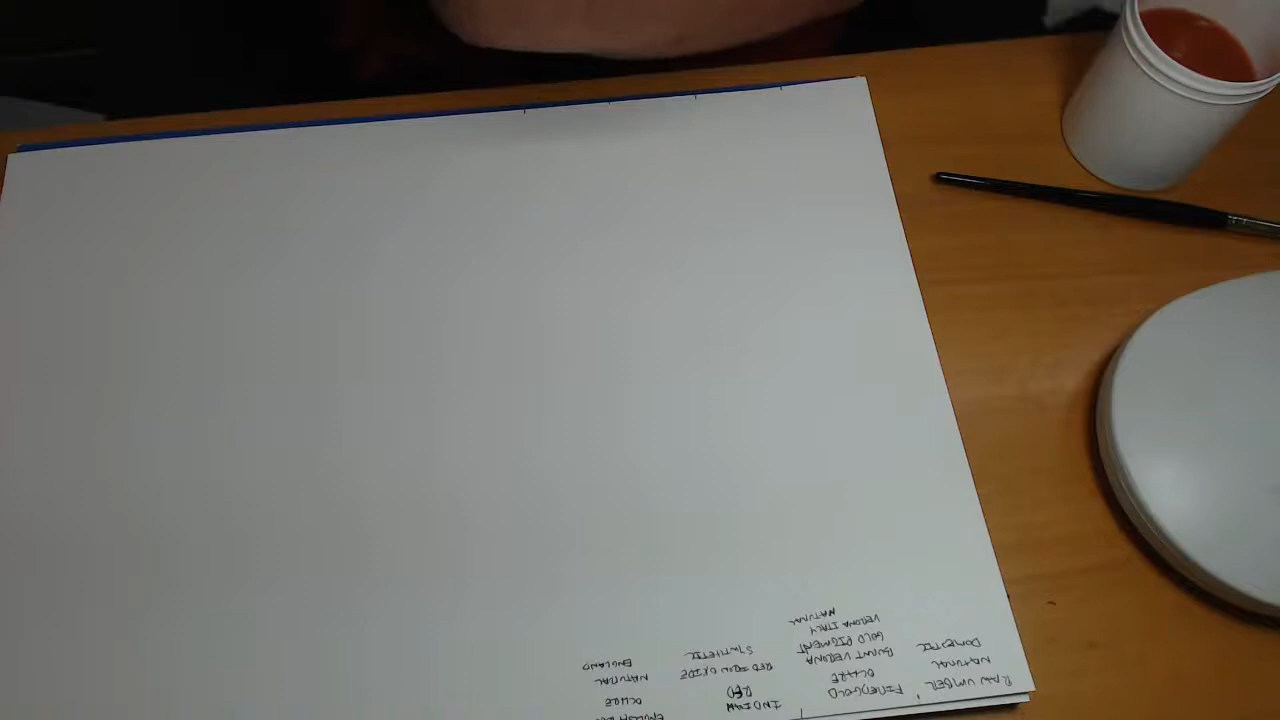 RAW UMBER
NATURAL
DOMESTIC
OCHRE
BURNT VERONA
GOLD PIGMENT
VERONA ITALY
NATURAL
INDIAN
RED
RED IRON OXIDE
SYNTHETIC
ENGLISH
OCHRE
NATURAL
ENGLAND